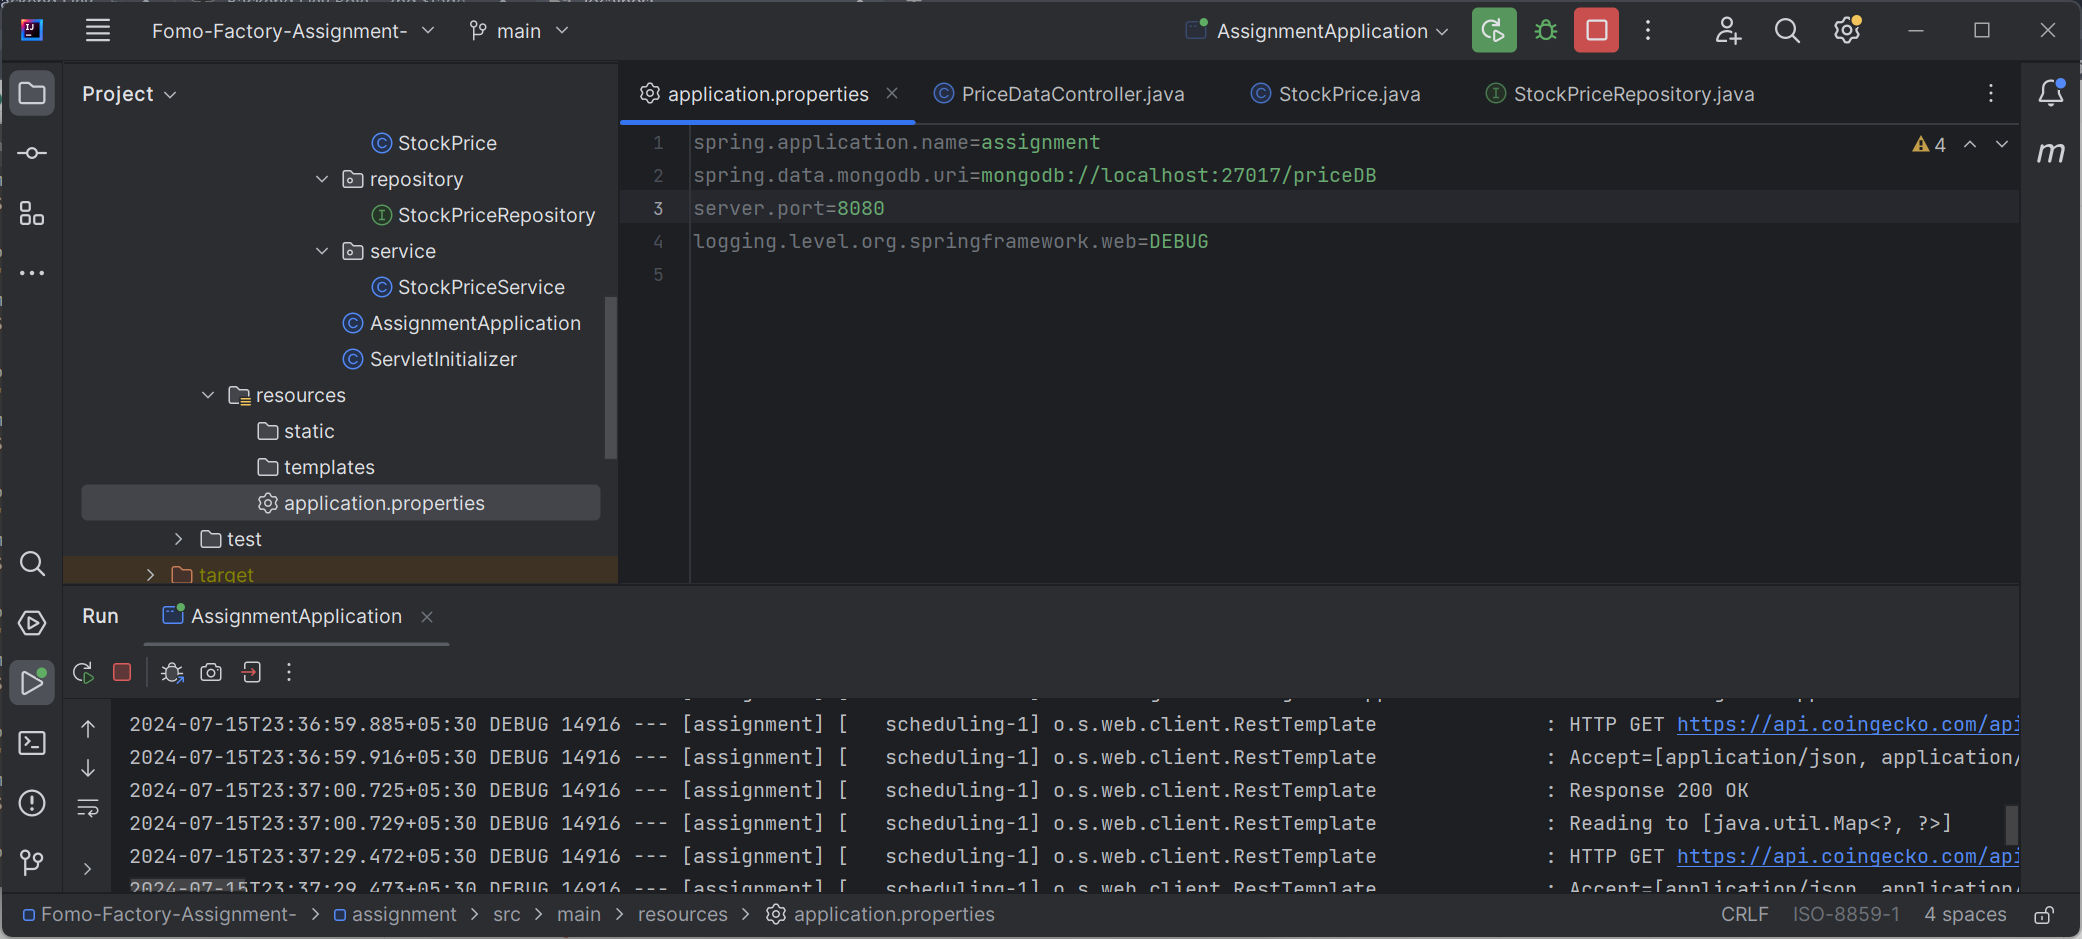 Fomo-Factory-Assignment- main AssignmentApplication
Project
application.properties PriceDataController.java StockPrice.java StockPriceRepository.java
StockPrice
repository
StockPriceRepository
service
StockPriceService
AssignmentApplication
ServletInitializer
resources
static
templates
application.properties
test
target
1 spring.application.name=assignment
2 spring.data.mongodb.uri=mongodb://localhost:27017/priceDB
3 server.port=8080
4 logging.level.org.springframework.web=DEBUG
5
4
m
Run AssignmentApplication
2024-07-15T23:36:59.885+05:30 DEBUG 14916 --- [assignment] [ scheduling-1] o.s.web.client.RestTemplate : HTTP GET https://api.coingecko.com/api
2024-07-15T23:36:59.916+05:30 DEBUG 14916 --- [assignment] [ scheduling-1] o.s.web.client.RestTemplate : Accept=[application/json, application/
2024-07-15T23:37:00.725+05:30 DEBUG 14916 --- [assignment] [ scheduling-1] o.s.web.client.RestTemplate : Response 200 OK
2024-07-15T23:37:00.729+05:30 DEBUG 14916 --- [assignment] [ scheduling-1] o.s.web.client.RestTemplate : Reading to [java.util.Map<?, ?>]
2024-07-15T23:37:29.472+05:30 DEBUG 14916 --- [assignment] [ scheduling-1] o.s.web.client.RestTemplate : HTTP GET https://api.coingecko.com/api
2024-07-15T23:37:29.473+05:30 DEBUG 14916 --- [assignment] [ scheduling-1] o.s.web.client.RestTemplate : Accept=[application/json, application/
Fomo-Factory-Assignment- > assignment > src > main > resources > application.properties CRLF ISO-8859-1 4 spaces